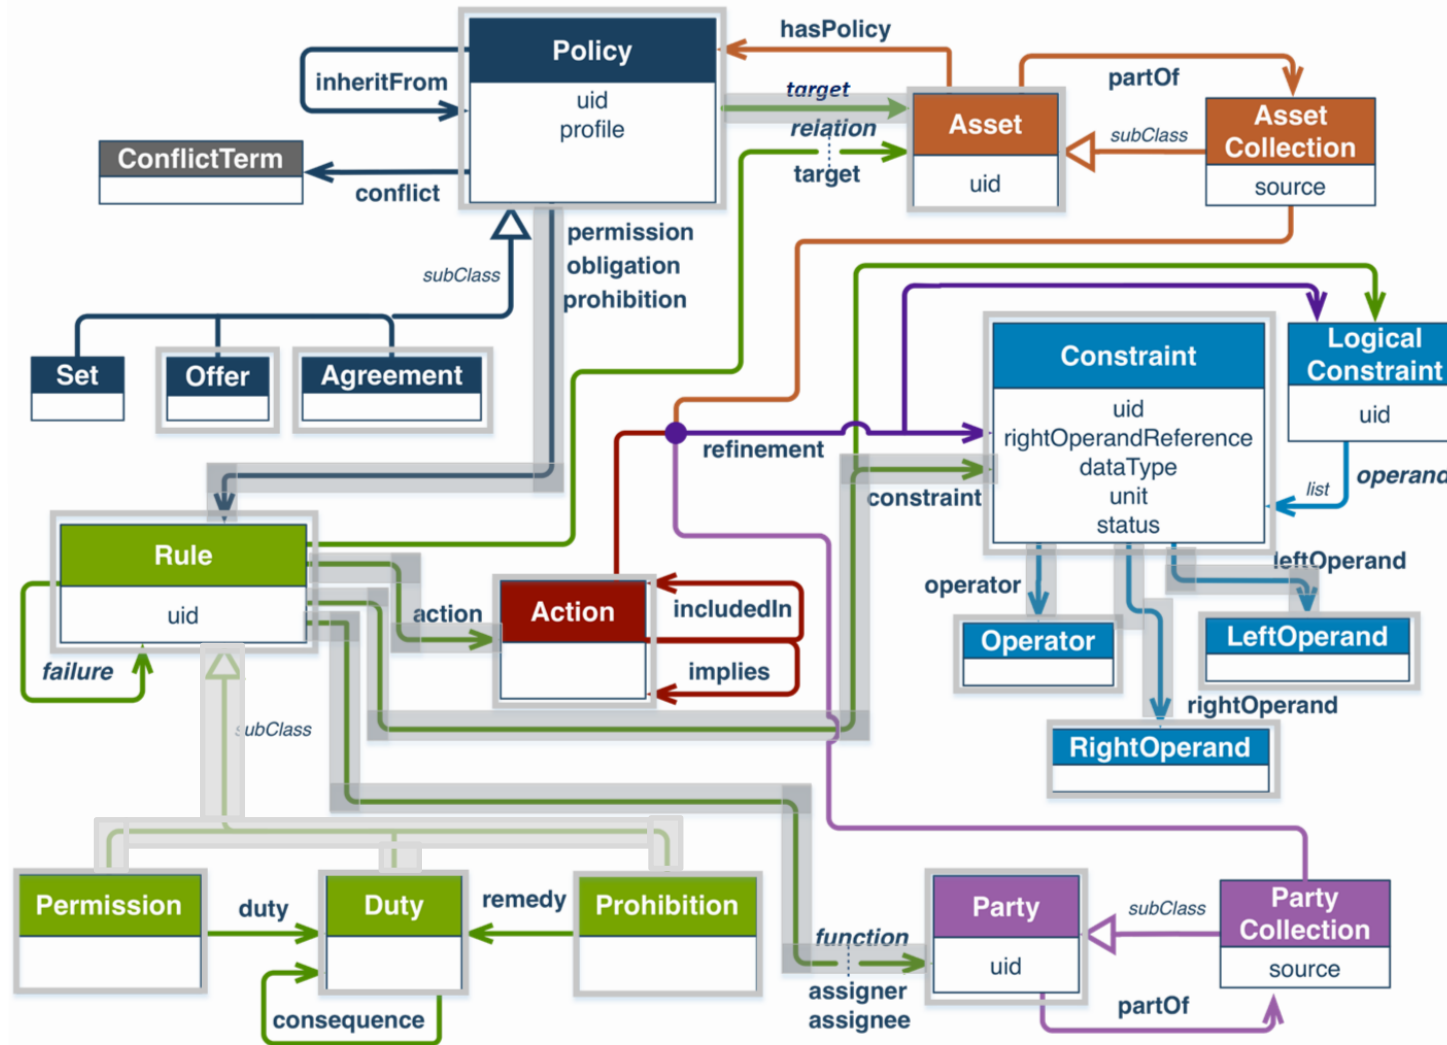 Policy
uid
profile
inheritFrom
hasPolicy
target
relation
target
Asset
uid
partOf
Asset
Collection
source
subClass
ConflictTerm
conflict
permission
obligation
prohibition
subClass
Set
Offer
Agreement
refinement
constraint
Constraint
uid
rightOperandReference
dataType
unit
status
Logical
Constraint
uid
operand
list
Rule
uid
failure
action
Action
includedIn
implies
operator
leftOperand
Operator
LeftOperand
rightOperand
RightOperand
subClass
Permission
duty
Duty
remedy
Prohibition
consequence
function
assigner
assignee
Party
uid
subClass
Party
Collection
source
partOf